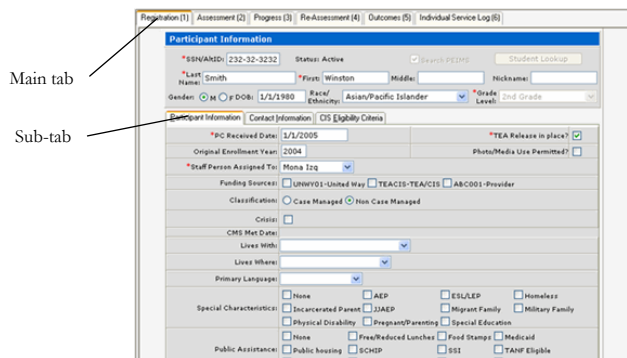 Registration (1) Assessment (2) Progress (3) Re-Assessment (4) Outcomes (5) Individual Service Log (6)
Participant Information
Main tab
*SSN/AltID: 232-32-3232 Status: Active Search PEIMS Student Lookup
*Last Name: Smith *First: Winston Middle: Nickname:
Gender: M F DOB: 1/1/1980 Race/Ethnicity: Asian/Pacific Islander *Grade Level: 2nd Grade
Sub-tab
Participant Information Contact Information CIS Eligibility Criteria
*PC Received Date: 1/1/2005 *TEA Release in place?
Original Enrollment Year: 2004 Photo/Media Use Permitted?
*Staff Person Assigned To: Mona Izq
Funding Sources: UNWY01-United Way TEACIS-TEA/CIS ABC001-Provider
Classification: Case Managed Non Case Managed
Crisis:
CMS Met Date:
Lives With:
Lives Where:
Primary Language:
None AEP ESL/LEP Homeless
Special Characteristics: Incarcerated Parent JJAEP Migrant Family Military Family
Physical Disability Pregnant/Parenting Special Education
None Free/Reduced Lunches Food Stamps Medicaid
Public Assistance: Public housing SCHIP SSI TANF Eligible